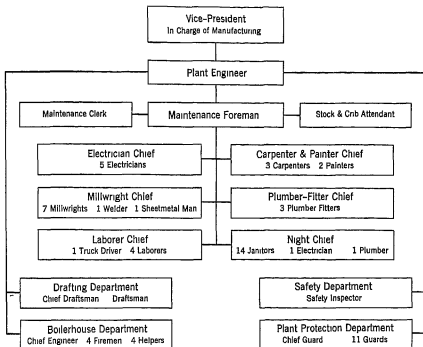 Vice-President
In Charge of Manufacturing
Plant Engineer
Maintenance Clerk
Maintenance Foreman
Stock & Crib Attendant
Electrician Chief
5 Electricians
Carpenter & Painter Chief
3 Carpenters 2 Painters
Millwright Chief
7 Millwrights 1 Welder 1 Sheetmetal Man
Plumber-Fitter Chief
3 Plumber Fitters
Laborer Chief
1 Truck Driver 4 Laborers
Night Chief
14 Janitors 1 Electrician 1 Plumber
Drafting Department
Chief Draftsman Draftsman
Safety Department
Safety Inspector
Boilerhouse Department
Chief Engineer 4 Firemen 4 Helpers
Plant Protection Department
Chief Guard 11 Guards